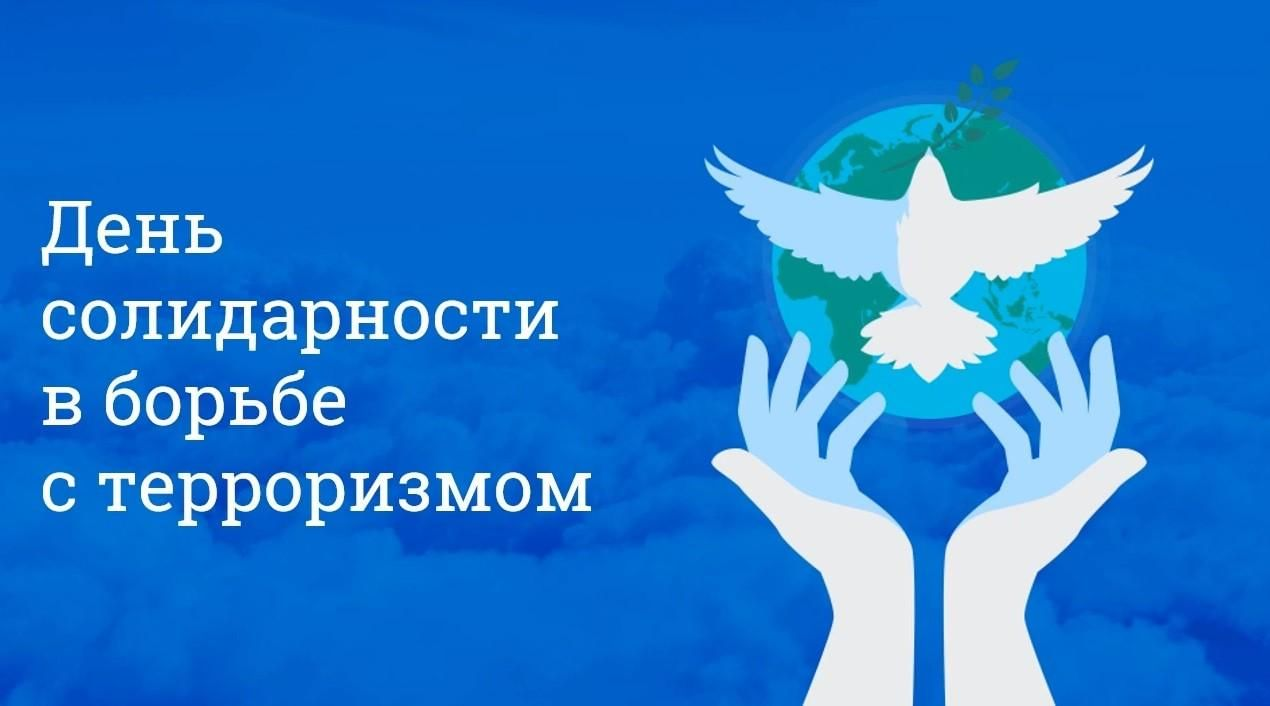 День
солидарности
в борьбе
с терроризмом